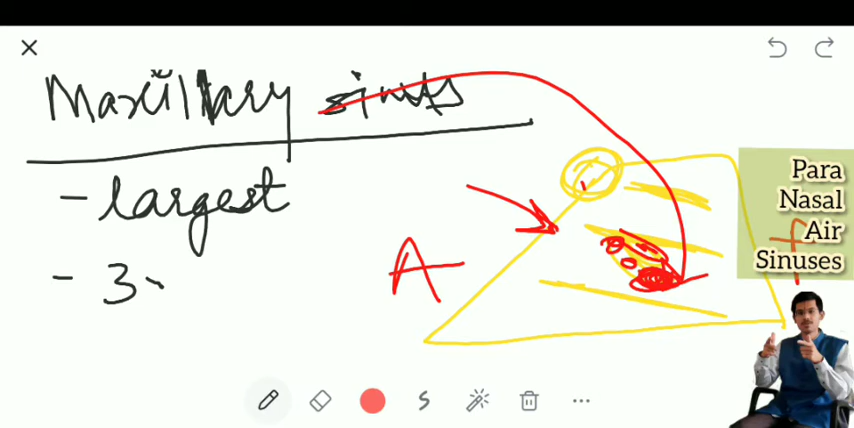 Maxillary sinus
- largest
- 3
A
Para
Nasal
Air
Sinuses